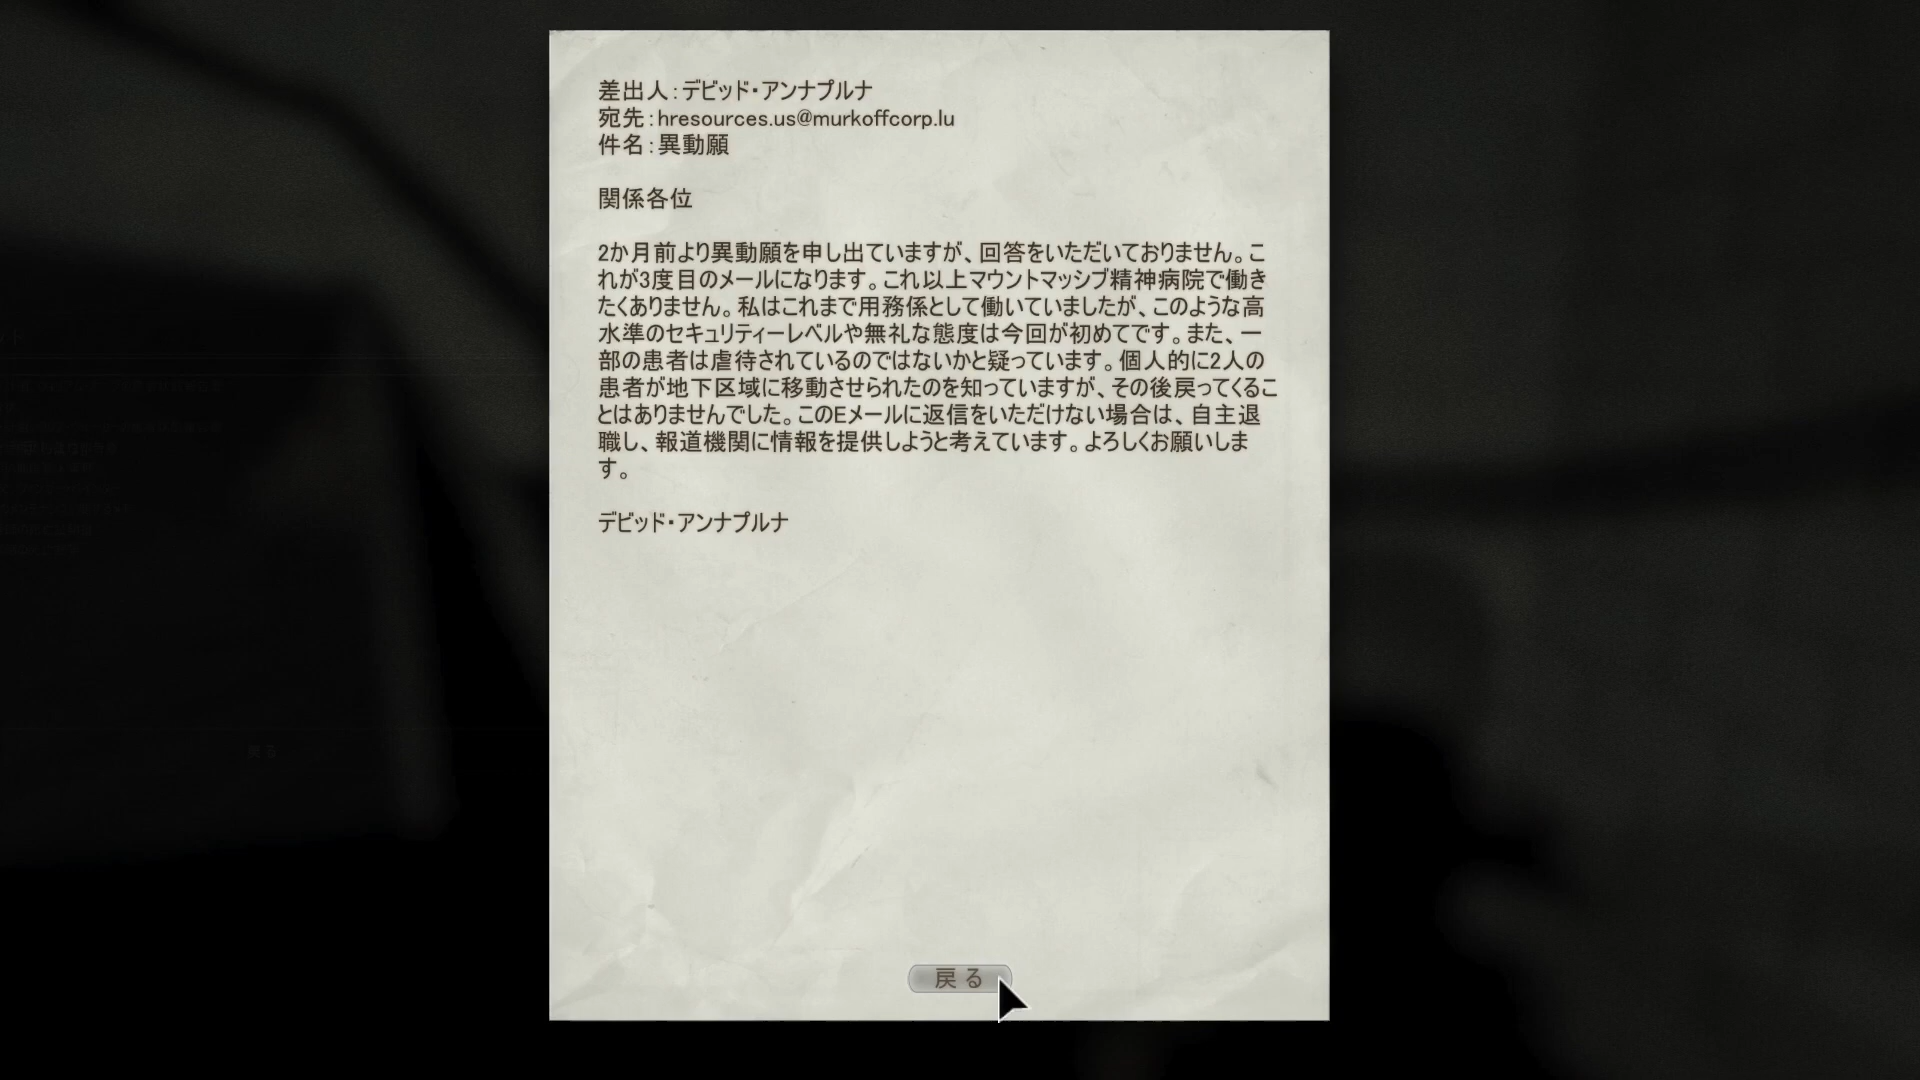 差出人：デビッド・アンナプルナ
宛先：hresources.us@murkoffcorp.lu
件名：異動願
関係各位
2か月前より異動願を申し出ていますが、回答をいただいておりません。こ
れが3度目のメールになります。これ以上マウントマッシブ精神病院で働き
たくありません。私はこれまで用務係として働いていましたが、このような高
水準のセキュリティーレベルや無礼な態度は今回が初めてです。また、一
部の患者は虐待されているのではないかと疑っています。個人的に2人の
患者が地下区域に移動させられたのを知っていますが、その後戻ってくるこ
とはありませんでした。このEメールに返信をいただけない場合は、自主退
職し、報道機関に情報を提供しようと考えています。よろしくお願いしま
す。
デビッド・アンナプルナ
戻る